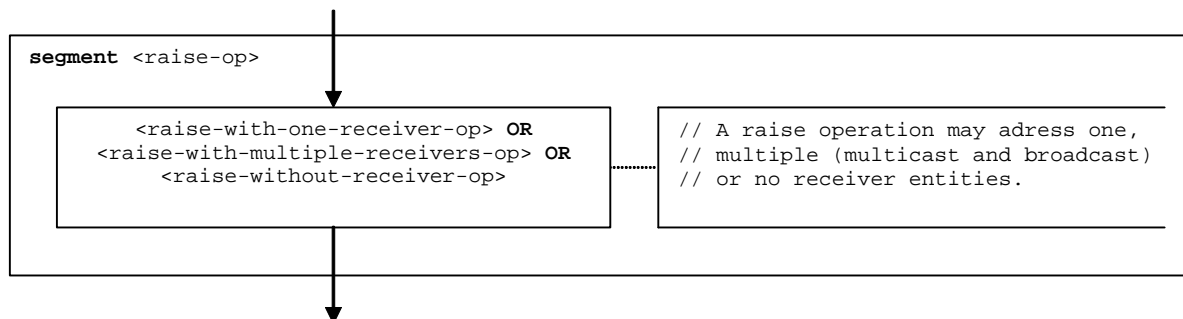 segment <raise-op>
<raise-with-one-receiver-op> OR
<raise-with-multiple-receivers-op> OR
<raise-without-receiver-op>
// A raise operation may adress one,
// multiple (multicast and broadcast)
// or no receiver entities.